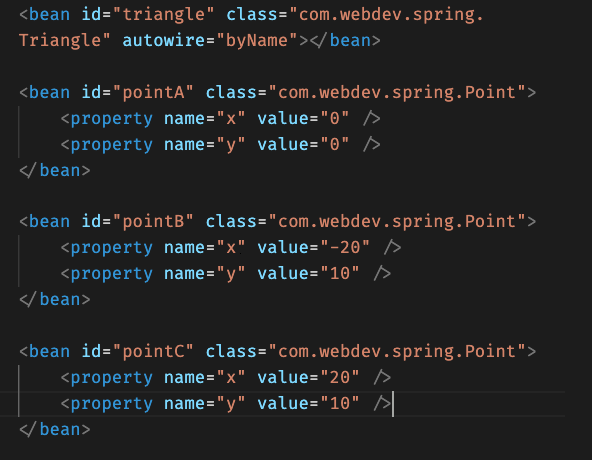 <bean id="triangle" class="com.webdev.spring.
Triangle" autowire="byName"></bean>
<bean id="pointA" class="com.webdev.spring.Point">
<property name="x" value="0" />
<property name="y" value="0" />
</bean>
<bean id="pointB" class="com.webdev.spring.Point">
<property name="x" value="-20" />
<property name="y" value="10" />
</bean>
<bean id="pointC" class="com.webdev.spring.Point">
<property name="x" value="20" />
<property name="y" value="10" />
</bean>